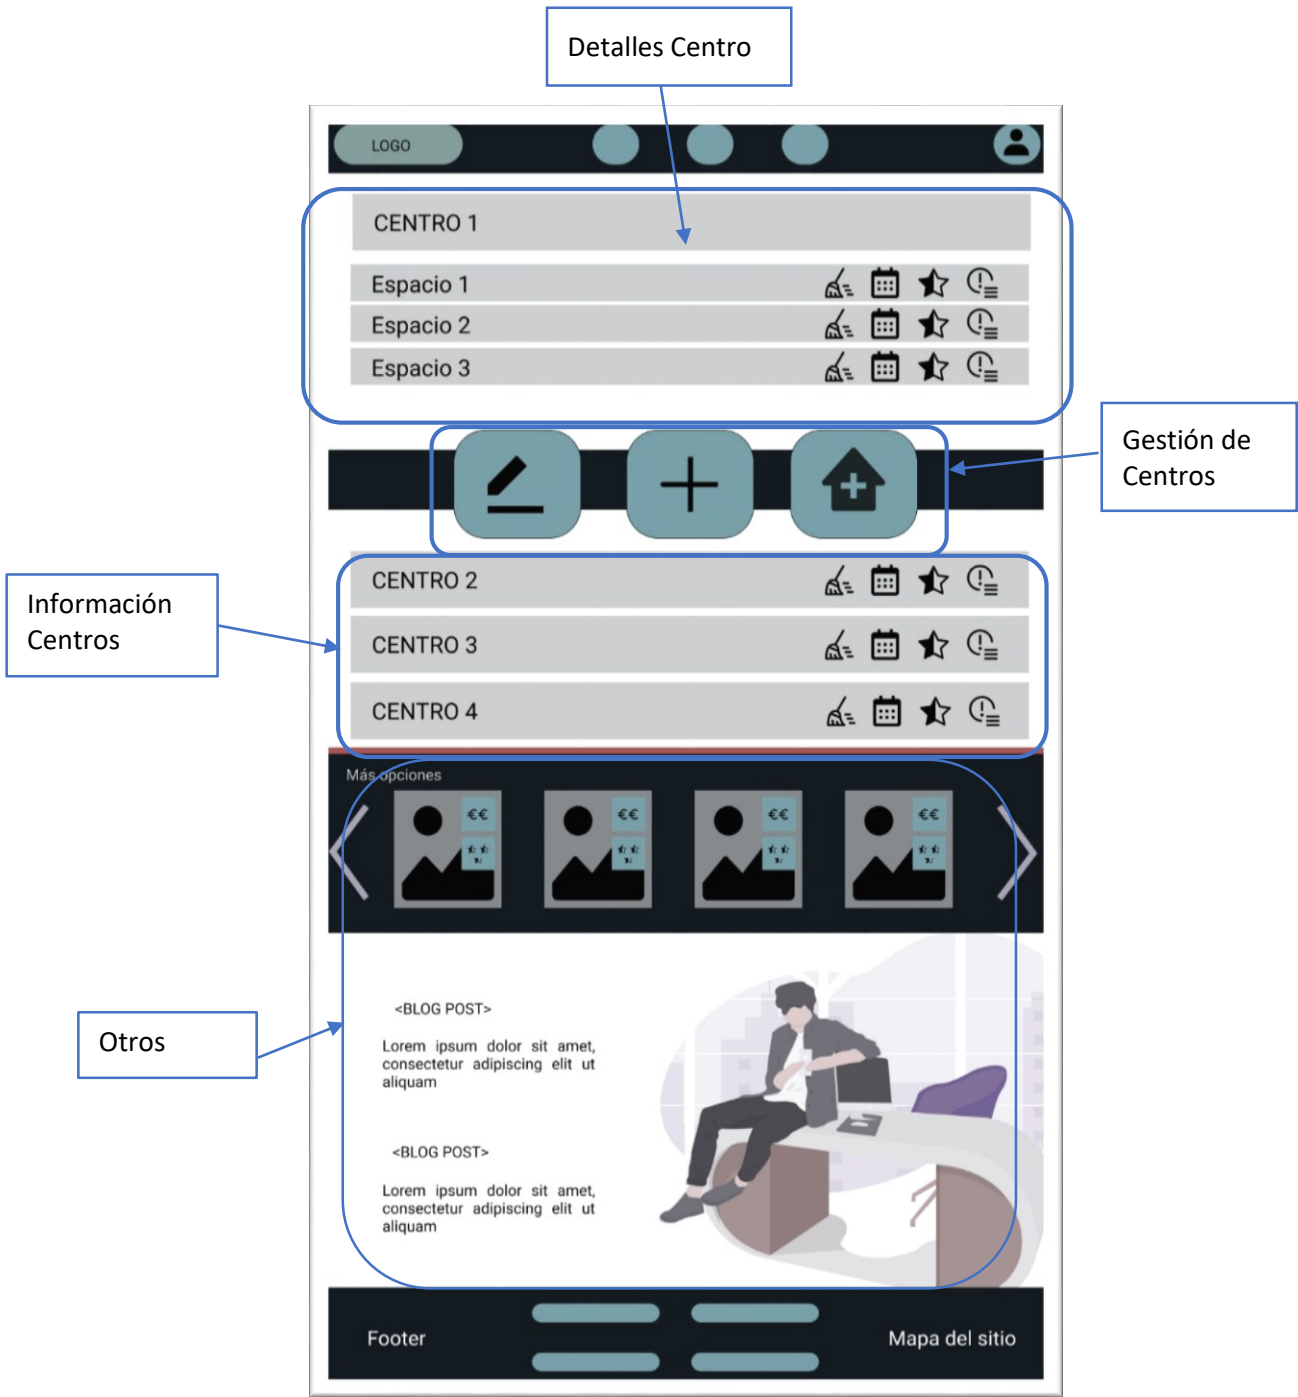 Detalles Centro
LOGO
CENTRO 1
Espacio 1
Espacio 2
Espacio 3
Gestión de
Centros
Información
Centros
CENTRO 2
CENTRO 3
CENTRO 4
Más opciones
€€
€€
€€
€€
Otros
<BLOG POST>
Lorem ipsum dolor sit amet,
consectetur adipiscing elit ut
aliquam
<BLOG POST>
Lorem ipsum dolor sit amet,
consectetur adipiscing elit ut
aliquam
Footer
Mapa del sitio